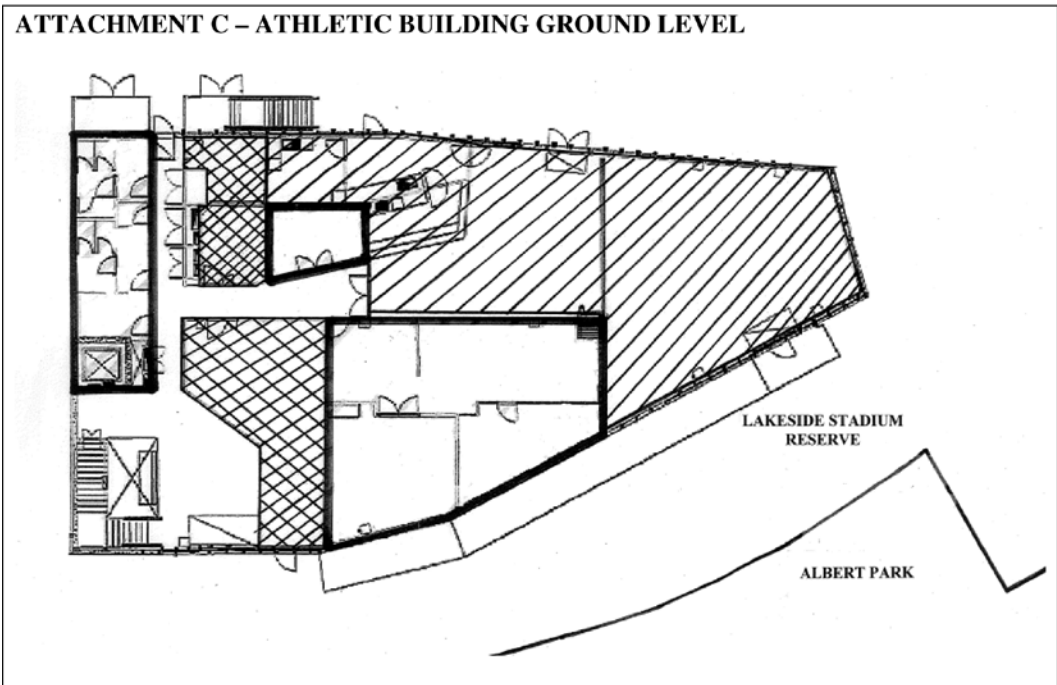 ATTACHMENT C – ATHLETIC BUILDING GROUND LEVEL
LAKESIDE STADIUM
RESERVE
ALBERT PARK